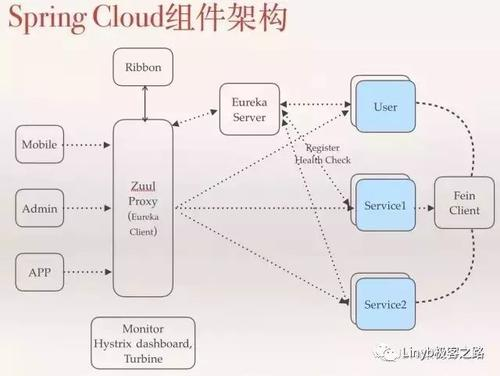 Spring Cloud组件架构
Ribbon
Eureka
Server
User
Mobile
Register
Health Check
Zuul
Proxy
(Eureka
Client)
Admin
Service1
Fein
Client
APP
Service2
Monitor
Hystrix dashboard,
Turbine
Linyb极客之路